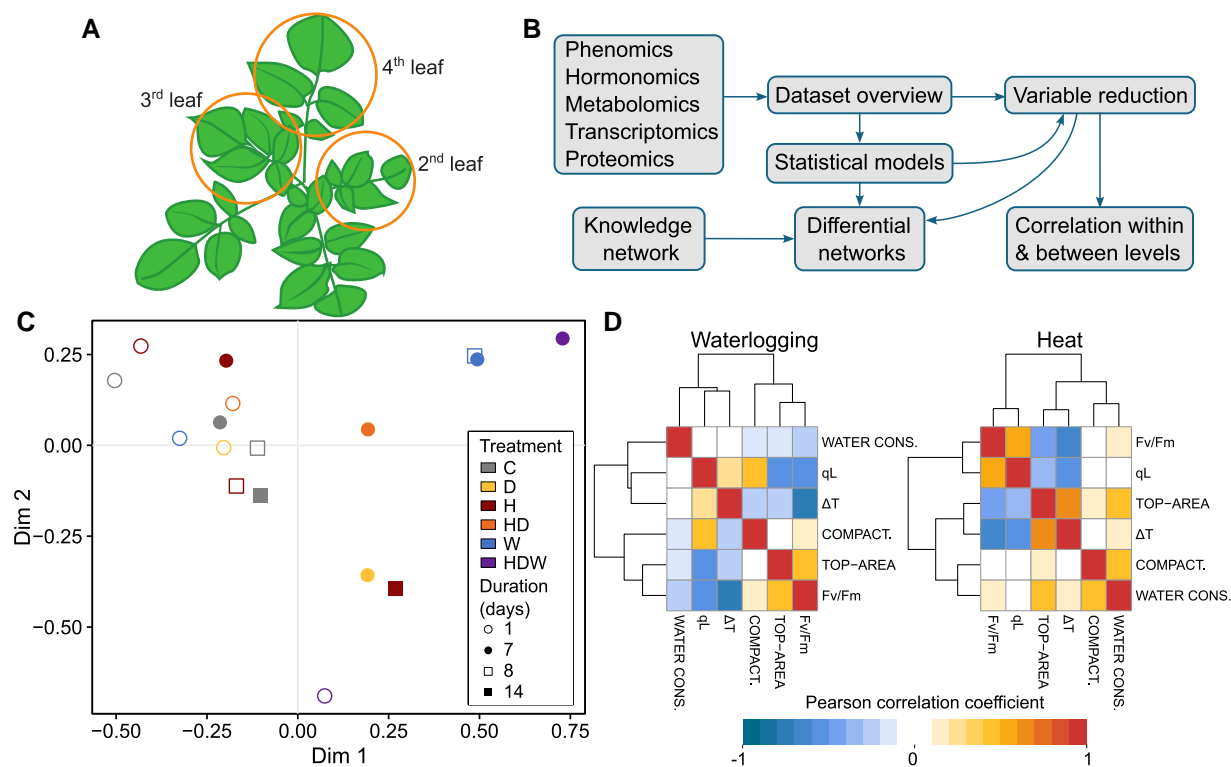 A
4th leaf
3rd leaf
2nd leaf
B
Phenomics
Hormonomics
Metabolomics
Transcriptomics
Proteomics
Dataset overview
Variable reduction
Statistical models
Knowledge
network
Differential
networks
Correlation within
& between levels
C
0.25
0.00
−0.25
−0.50
Dim 2
−0.50
−0.25
0.00
0.25
0.50
0.75
Dim 1
Treatment
C
D
H
HD
W
HDW
Duration
(days)
1
7
8
14
D
Waterlogging
WATER CONS.
qL
ΔT
COMPACT.
TOP−AREA
Fv/Fm
WATER CONS.
qL
ΔT
COMPACT.
TOP−AREA
Fv/Fm
Heat
Fv/Fm
qL
TOP−AREA
ΔT
COMPACT.
WATER CONS.
Fv/Fm
qL
TOP−AREA
ΔT
COMPACT.
WATER CONS.
Pearson correlation coefficient
-1
0
1